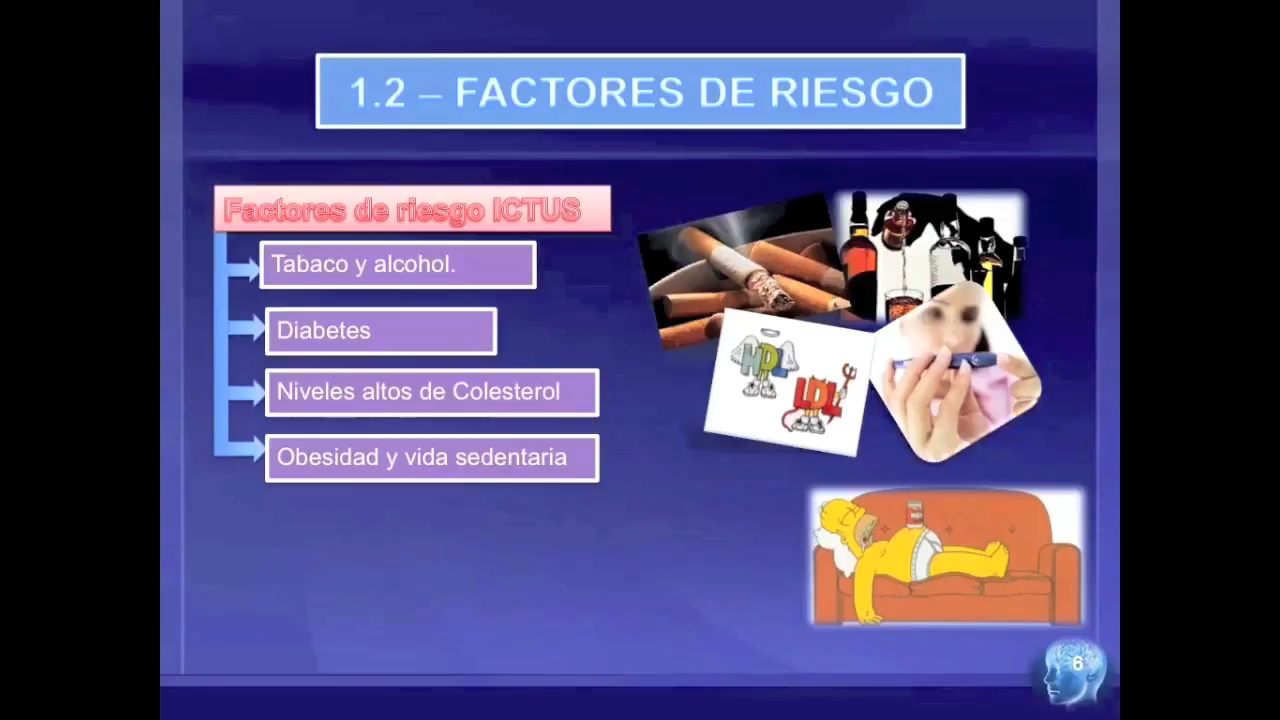 1.2 – FACTORES DE RIESGO
Factores de riesgo ICTUS
Tabaco y alcohol.
Diabetes
Niveles altos de Colesterol
Obesidad y vida sedentaria
HDL
LDL
6